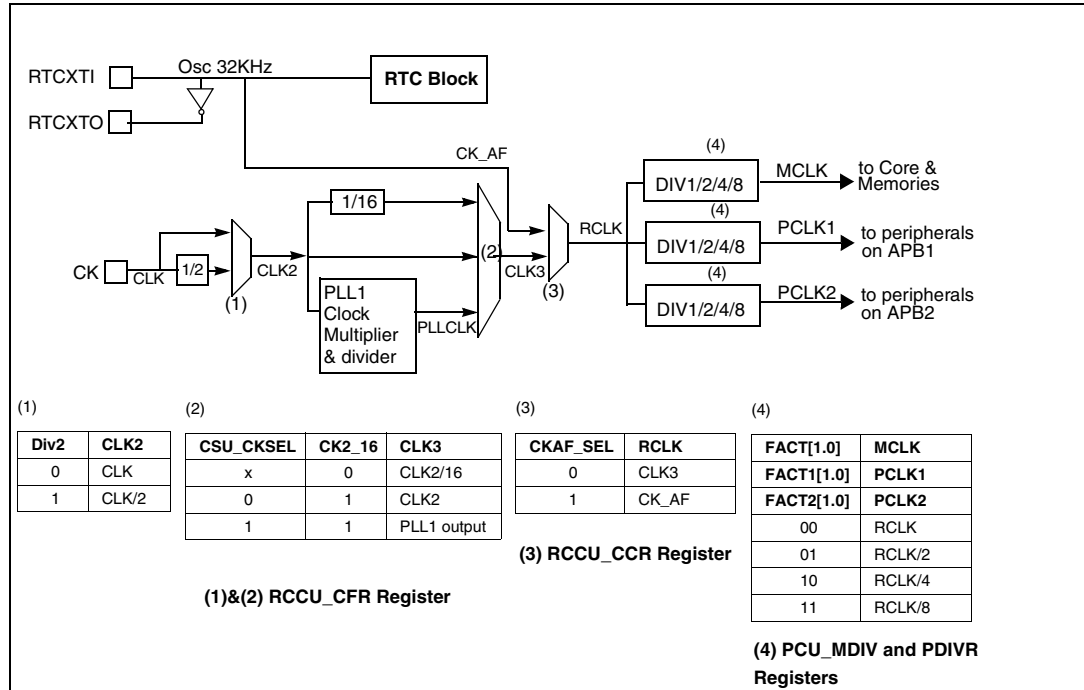 RTCXTI
Osc 32KHz
RTC Block
RTCXTO
CK_AF
(4)
DIV1/2/4/8
MCLK
to Core &
Memories
1/16
RCLK
(4)
DIV1/2/4/8
PCLK1
to peripherals
on APB1
CK
CLK
1/2
(1)
CLK2
(2)
CLK3
(3)
(4)
DIV1/2/4/8
PCLK2
to peripherals
on APB2
PLL1
Clock
Multiplier
& divider
PLLCLK
(1)
Div2 CLK2
0 CLK
1 CLK/2
(2)
CSU_CKSEL CK2_16 CLK3
x 0 CLK2/16
0 1 CLK2
1 1 PLL1 output
(1)&(2) RCCU_CFR Register
(3)
CKAF_SEL RCLK
0 CLK3
1 CK_AF
(3) RCCU_CCR Register
(4)
FACT[1.0] MCLK
FACT1[1.0] PCLK1
FACT2[1.0] PCLK2
00 RCLK
01 RCLK/2
10 RCLK/4
11 RCLK/8
(4) PCU_MDIV and PDIVR
Registers